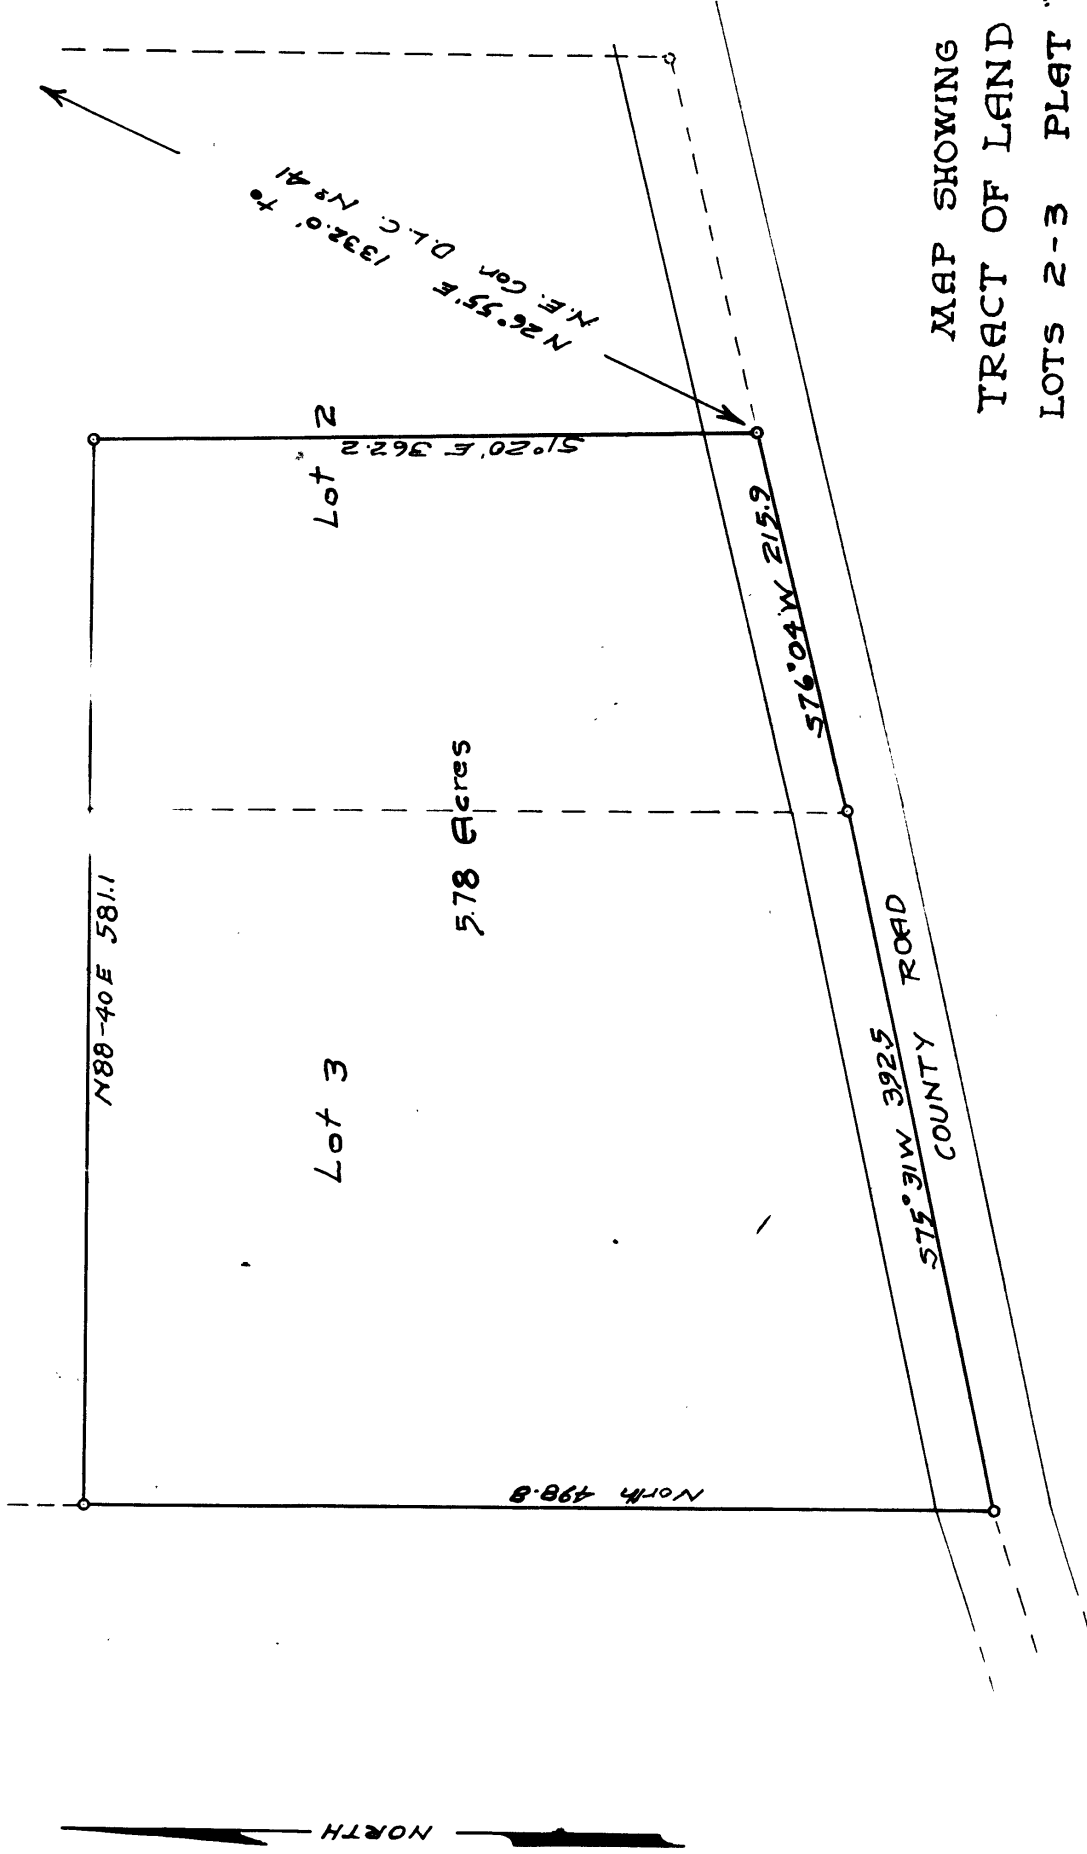 N88-40E 581.1
Lot 3
Lot 2
5.78 Acres
S1°20'E 362.2
N26°55'E 1332.0' to
N.E. Cor D.L.C. Nº 41
S76°04'W 215.9
S75°31W 392.5
COUNTY ROAD
North 498.8
NORTH
MAP SHOWING
TRACT OF LAND
LOTS 2-3 PLAT "